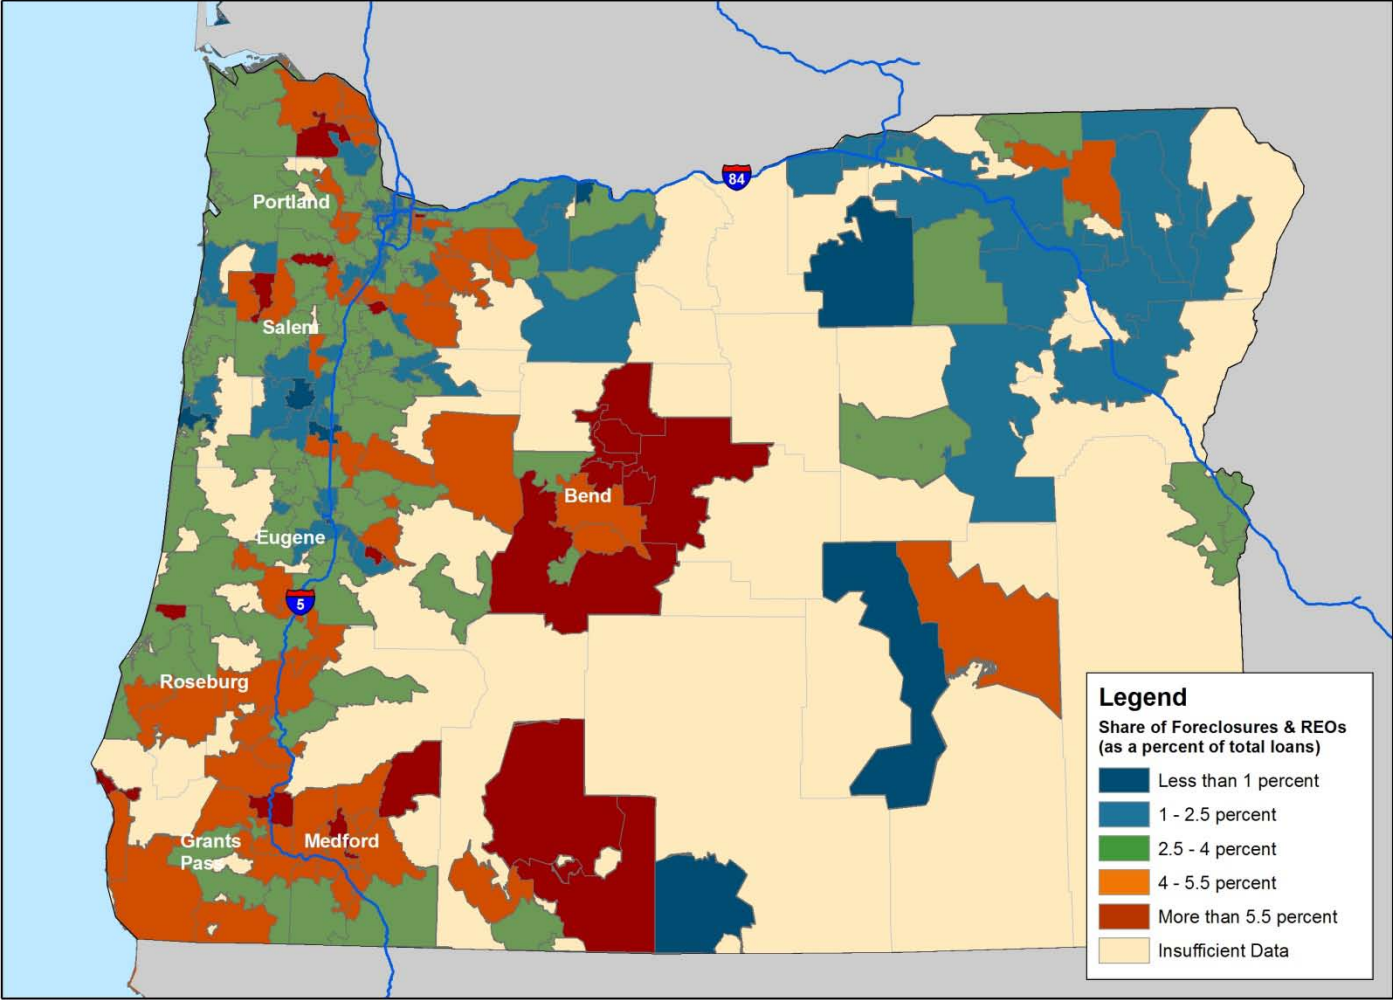 84
Portland
Salem
Bend
Eugene
5
Roseburg
Grants
Pass
Medford
Legend
Share of Foreclosures & REOs
(as a percent of total loans)
Less than 1 percent
1 - 2.5 percent
2.5 - 4 percent
4 - 5.5 percent
More than 5.5 percent
Insufficient Data